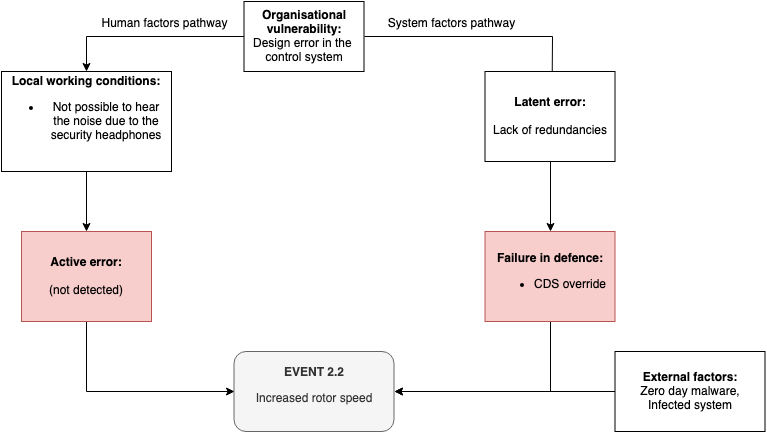 Human factors pathway
Organisational
vulnerability:
Design error in the
control system
System factors pathway
Local working conditions:
• Not possible to hear
the noise due to the
security headphones
Latent error:
Lack of redundancies
Active error:
(not detected)
Failure in defence:
• CDS override
EVENT 2.2
Increased rotor speed
External factors:
Zero day malware,
Infected system